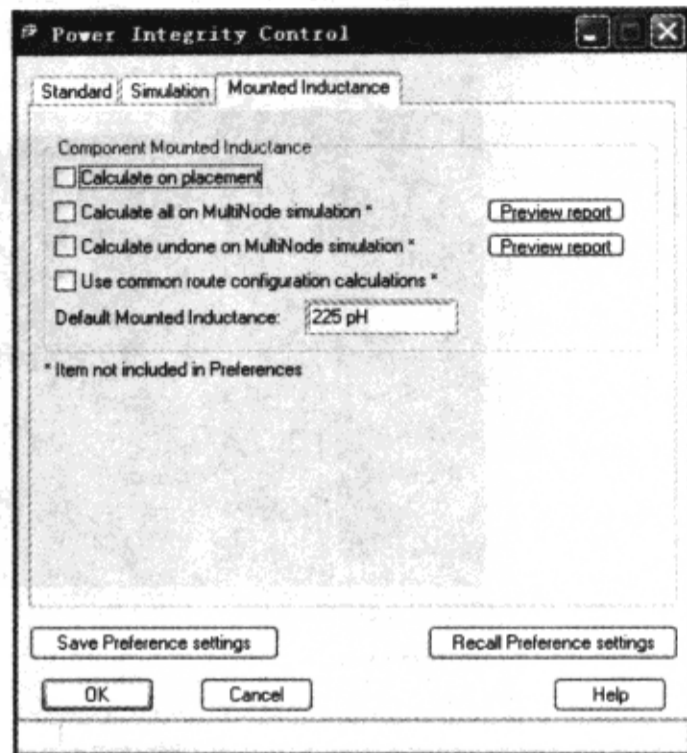 Power Integrity Control
Standard Simulation Mounted Inductance
Component Mounted Inductance
Calculate on placement
Calculate all on MultiNode simulation * Preview report
Calculate undone on MultiNode simulation * Preview report
Use common route configuration calculations *
Default Mounted Inductance: 225 pH
* Item not included in Preferences
Save Preference settings Recall Preference settings
OK Cancel Help